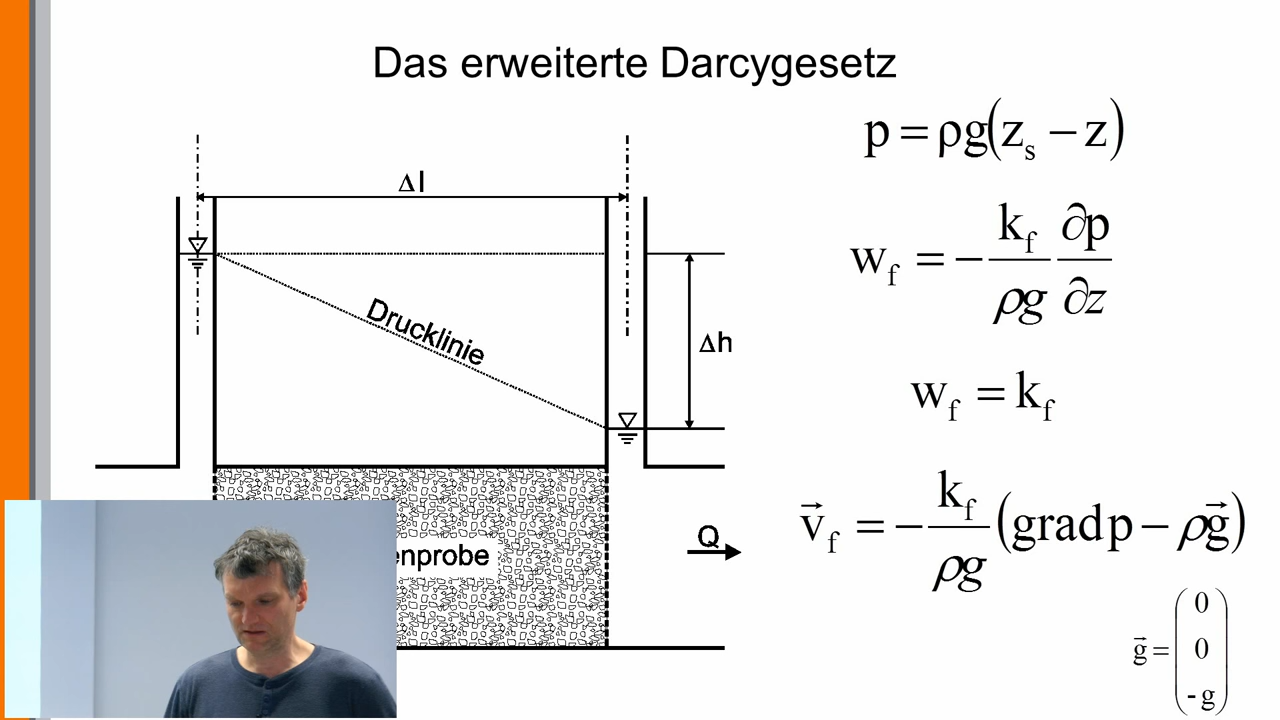 Das erweiterte Darcygesetz
Δl
Drucklinie
Δh
enprobe
Q
p = ρg(z_s − z)
w_f = − k_f/ρg ∂p/∂z
w_f = k_f
v⃗_f = − k_f/ρg (grad p − ρg⃗)
g⃗ = (0
0
-g)